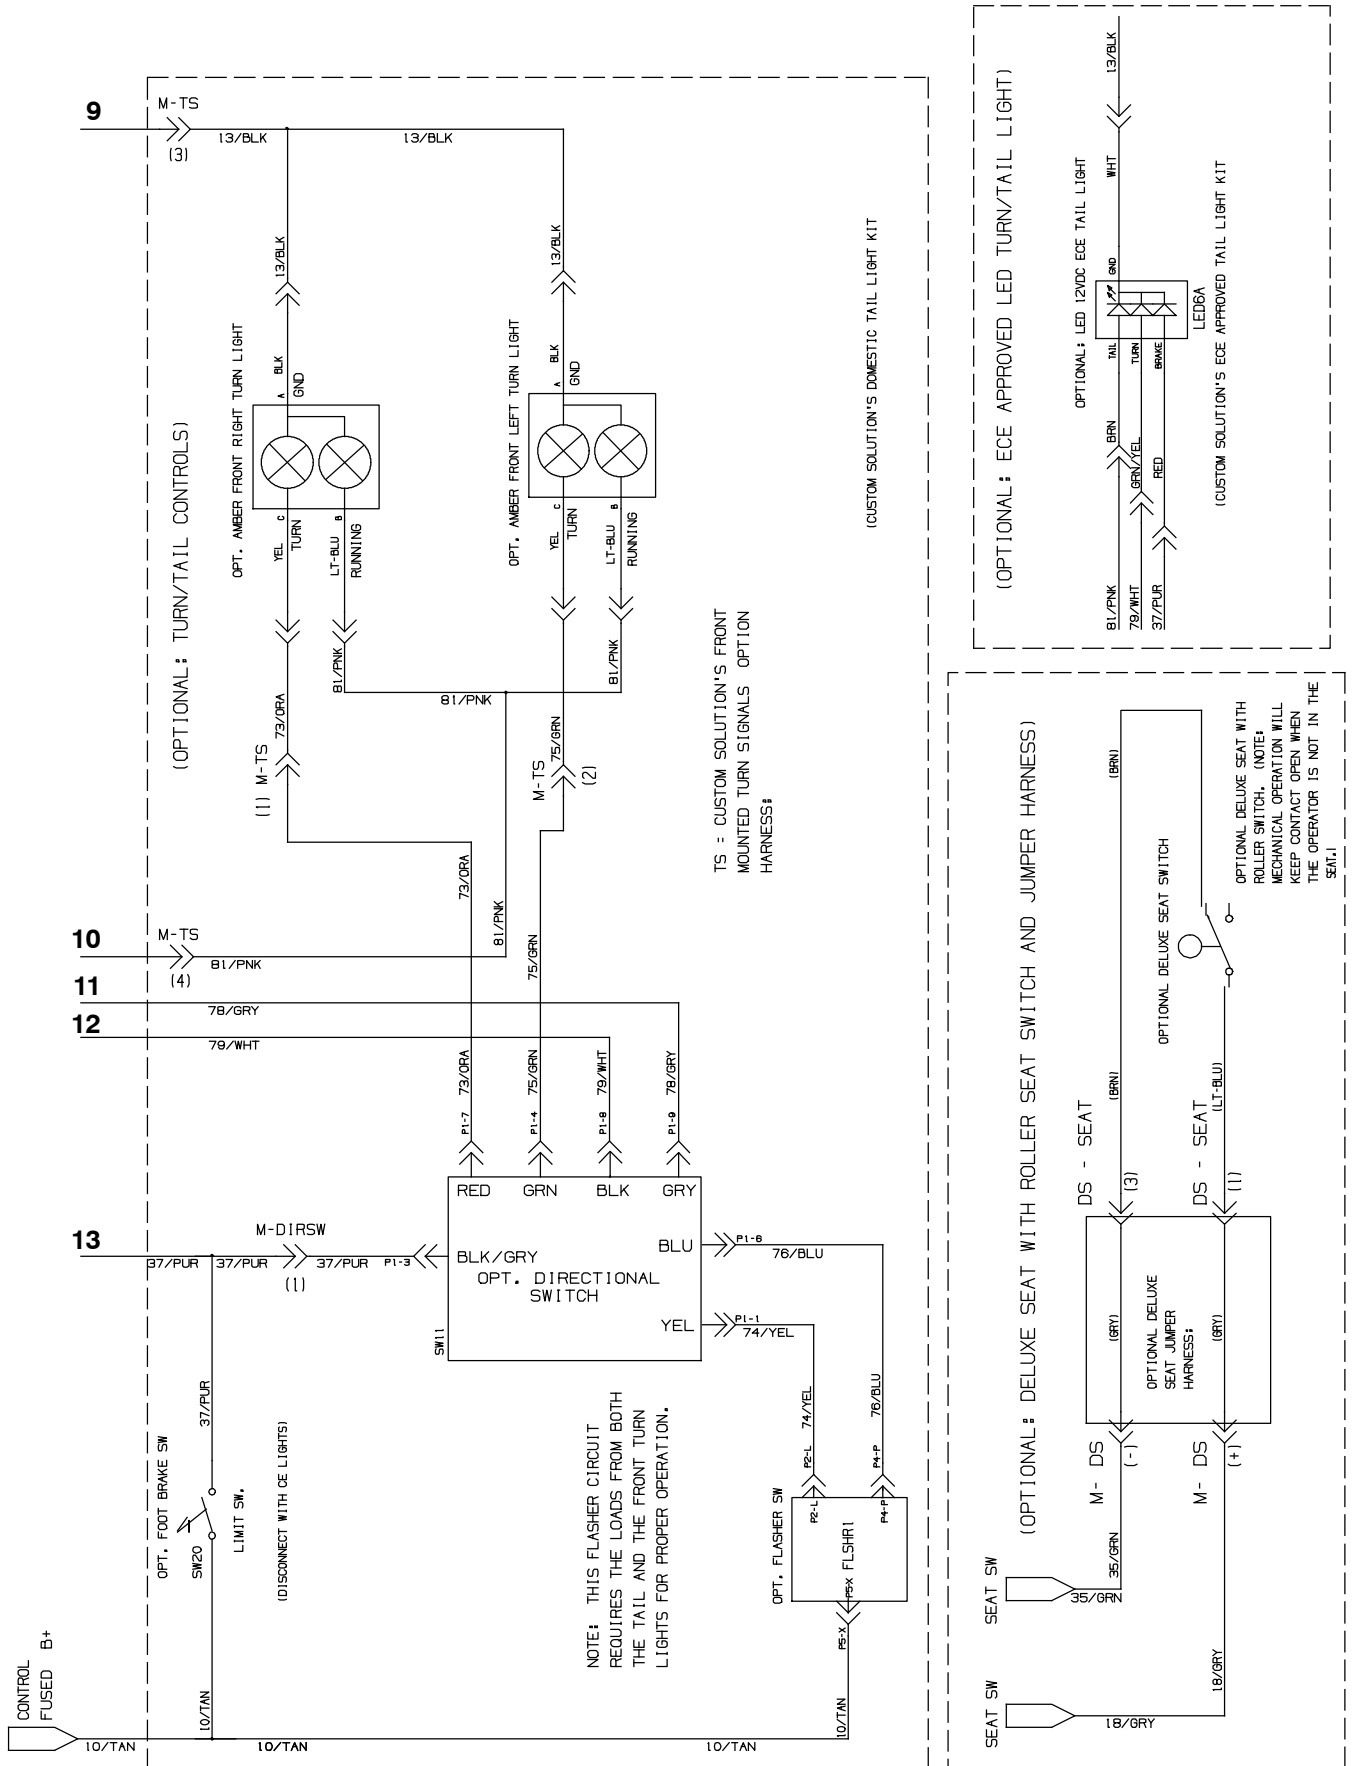 9
M-TS
(3)
13/BLK
13/BLK
(OPTIONAL: TURN/TAIL CONTROLS)
13/BLK
OPT. AMBER FRONT RIGHT TURN LIGHT
A
BLK
GND
YEL
C
TURN
LT-BLU
B
RUNNING
73/ORA
81/PNK
(1) M-TS
13/BLK
OPT. AMBER FRONT LEFT TURN LIGHT
A
BLK
GND
YEL
C
TURN
LT-BLU
B
RUNNING
81/PNK
75/GRN
81/PNK
M-TS
(2)
(CUSTOM SOLUTION'S DOMESTIC TAIL LIGHT KIT
TS = CUSTOM SOLUTION'S FRONT
MOUNTED TURN SIGNALS OPTION
HARNESS:
73/ORA
81/PNK
75/GRN
10
M-TS
(4)
81/PNK
11
78/GRY
12
79/WHT
P1-7
73/ORA
P1-4
75/GRN
P1-8
79/WHT
P1-9
78/GRY
RED
GRN
BLK
GRY
13
37/PUR
37/PUR
M-DIRSW
(1)
37/PUR
P1-3
BLK/GRY
BLU
OPT. DIRECTIONAL
SWITCH
YEL
SW11
P1-6
76/BLU
P1-1
74/YEL
37/PUR
OPT. FOOT BRAKE SW
SW20
LIMIT SW.
(DISCONNECT WITH CE LIGHTS)
NOTE: THIS FLASHER CIRCUIT
REQUIRES THE LOADS FROM BOTH
THE TAIL AND THE FRONT TURN
LIGHTS FOR PROPER OPERATION.
P2-L
74/YEL
P4-P
76/BLU
OPT. FLASHER SW
P2-L
P4-P
P5-X
FLSHR1
P5-X
10/TAN
CONTROL
FUSED B+
10/TAN
10/TAN
10/TAN
10/TAN
(OPTIONAL: ECE APPROVED LED TURN/TAIL LIGHT)
13/BLK
WHT
OPTIONAL: LED 12VDC ECE TAIL LIGHT
GND
LED6A
TAIL
TURN
BRAKE
BRN
GRN/YEL
RED
81/PNK
79/WHT
37/PUR
(CUSTOM SOLUTION'S ECE APPROVED TAIL LIGHT KIT
(OPTIONAL: DELUXE SEAT WITH ROLLER SEAT SWITCH AND JUMPER HARNESS)
(BRN)
OPTIONAL DELUXE SEAT WITH
ROLLER SWITCH. (NOTE:
MECHANICAL OPERATION WILL
KEEP CONTACT OPEN WHEN
THE OPERATOR IS NOT IN THE
SEAT.)
OPTIONAL DELUXE SEAT SWITCH
(BRN)
(LT-BLU)
DS - SEAT
(3)
DS - SEAT
(1)
(GRY)
(GRY)
OPTIONAL DELUXE
SEAT JUMPER
HARNESS:
M- DS
(-)
M- DS
(+)
SEAT SW
35/GRN
35/GRN
SEAT SW
18/GRY
18/GRY